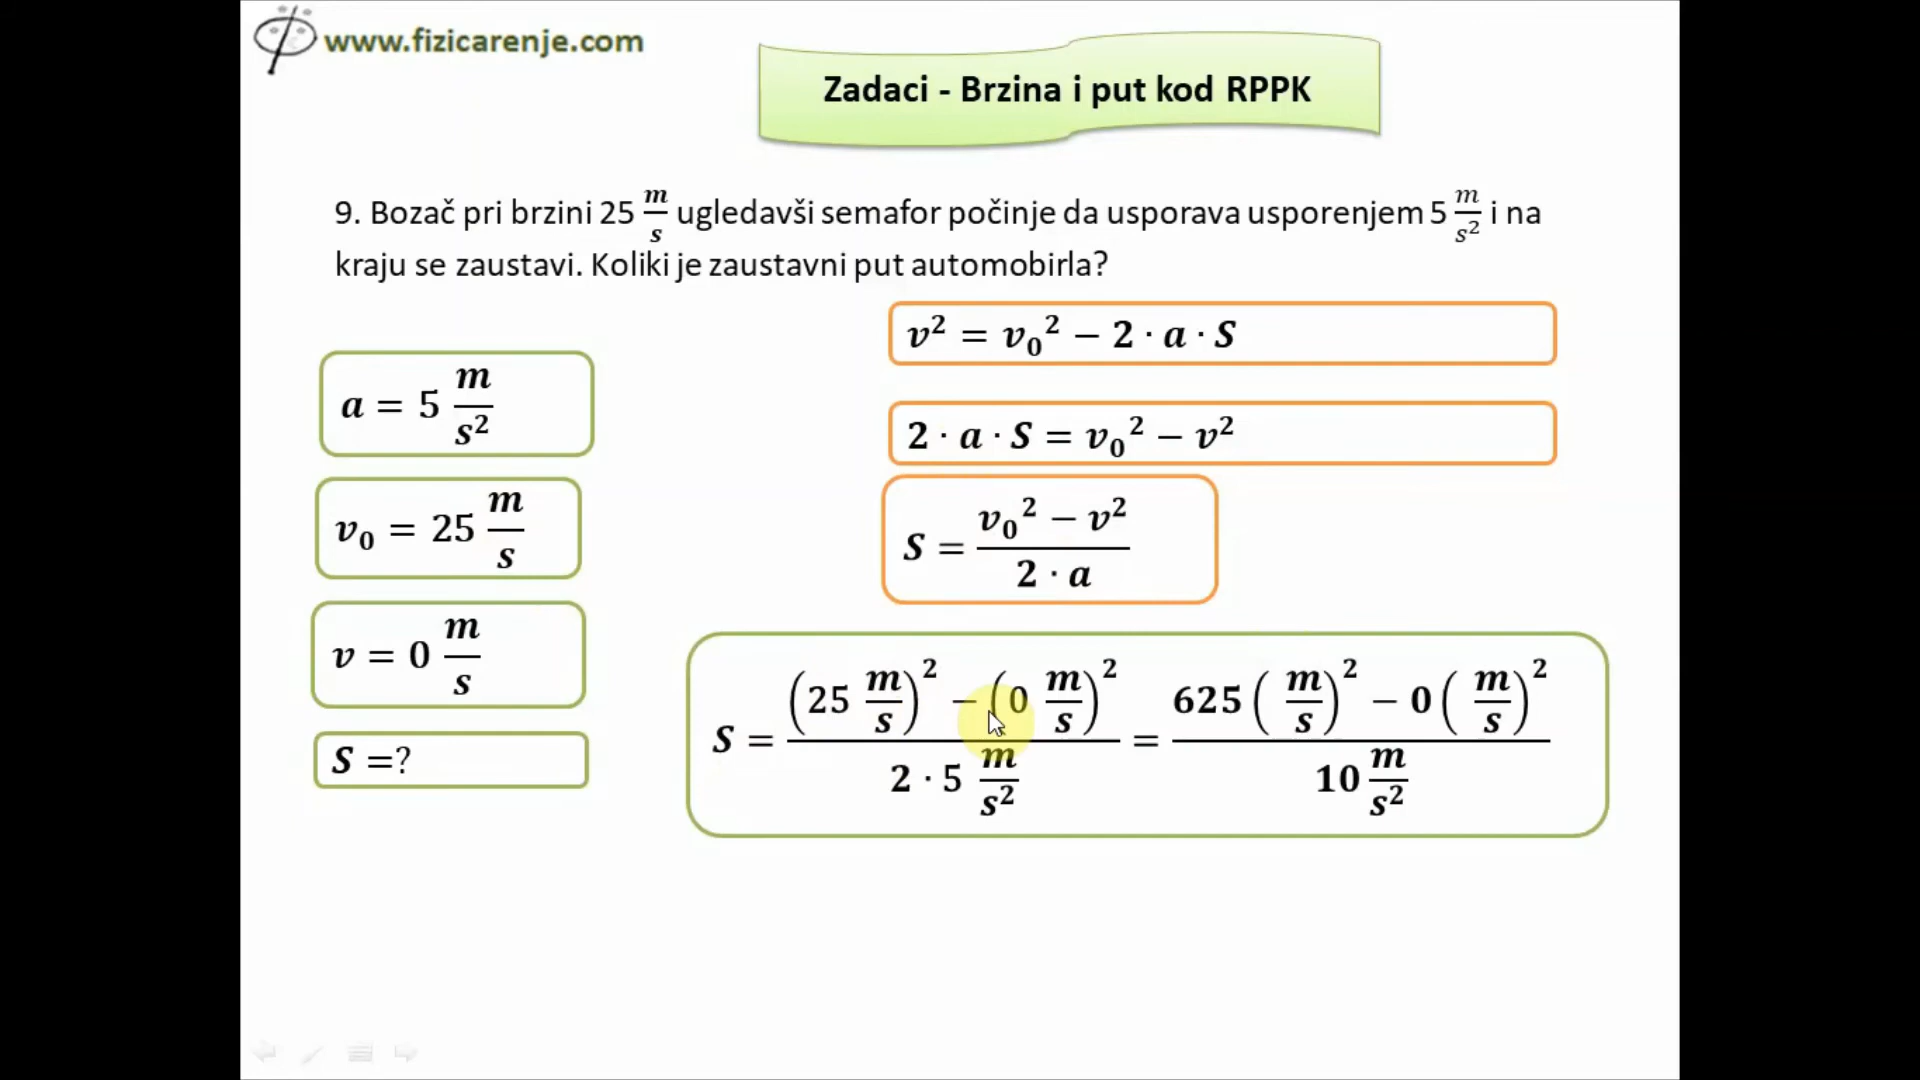 www.fizicarenje.com
Zadaci - Brzina i put kod RPPK
9. Bozač pri brzini 25 m/s ugledavši semafor počinje da usporava usporenjem 5 m/s² i na
kraju se zaustavi. Koliki je zaustavni put automobirla?
v² = v₀² − 2 · a · S
a = 5 m/s²
2 · a · S = v₀² − v²
v₀ = 25 m/s
S = (v₀² − v²)/(2 · a)
v = 0 m/s
S = ((25 m/s)² − (0 m/s)²)/(2 · 5 m/s²) = (625 (m/s)² − 0 (m/s)²)/(10 m/s²)
S =?